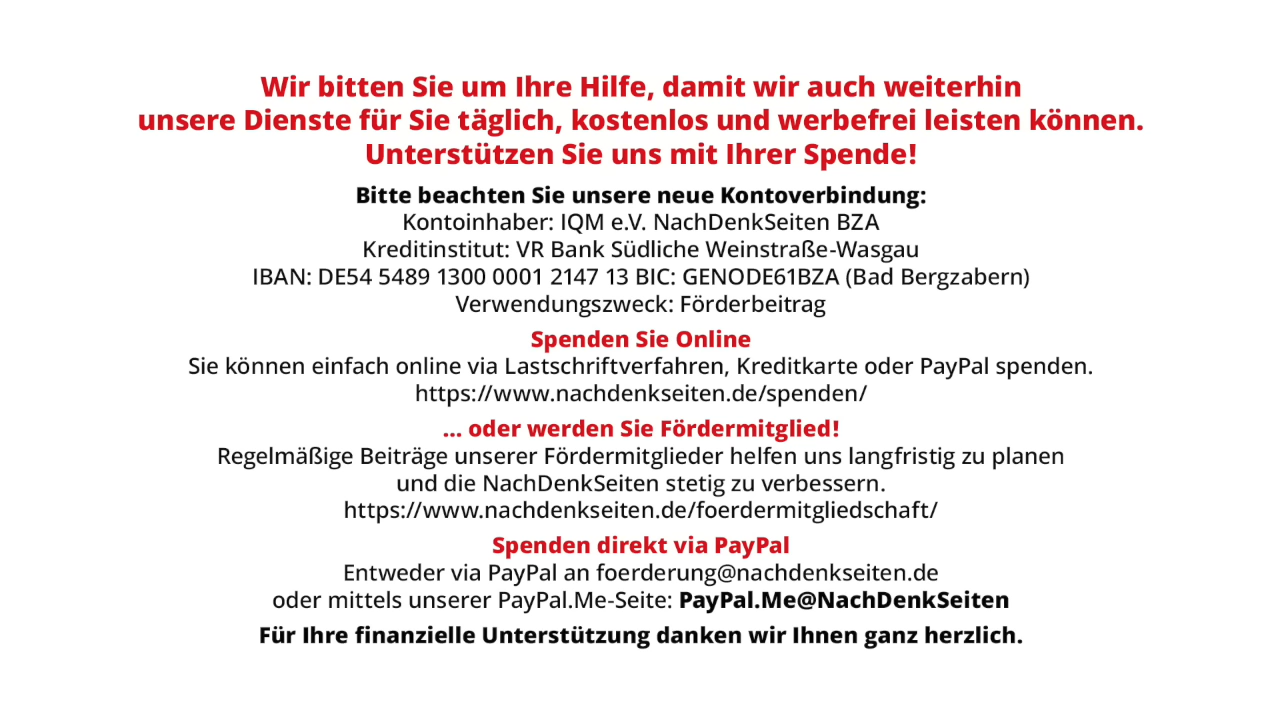 Wir bitten Sie um Ihre Hilfe, damit wir auch weiterhin
unsere Dienste für Sie täglich, kostenlos und werbefrei leisten können.
Unterstützen Sie uns mit Ihrer Spende!
Bitte beachten Sie unsere neue Kontoverbindung:
Kontoinhaber: IQM e.V. NachDenkSeiten BZA
Kreditinstitut: VR Bank Südliche Weinstraße-Wasgau
IBAN: DE54 5489 1300 0001 2147 13 BIC: GENODE61BZA (Bad Bergzabern)
Verwendungszweck: Förderbeitrag
Spenden Sie Online
Sie können einfach online via Lastschriftverfahren, Kreditkarte oder PayPal spenden.
https://www.nachdenkseiten.de/spenden/
... oder werden Sie Fördermitglied!
Regelmäßige Beiträge unserer Fördermitglieder helfen uns langfristig zu planen
und die NachDenkSeiten stetig zu verbessern.
https://www.nachdenkseiten.de/foerdermitgliedschaft/
Spenden direkt via PayPal
Entweder via PayPal an foerderung@nachdenkseiten.de
oder mittels unserer PayPal.Me-Seite: PayPal.Me@NachDenkSeiten
Für Ihre finanzielle Unterstützung danken wir Ihnen ganz herzlich.